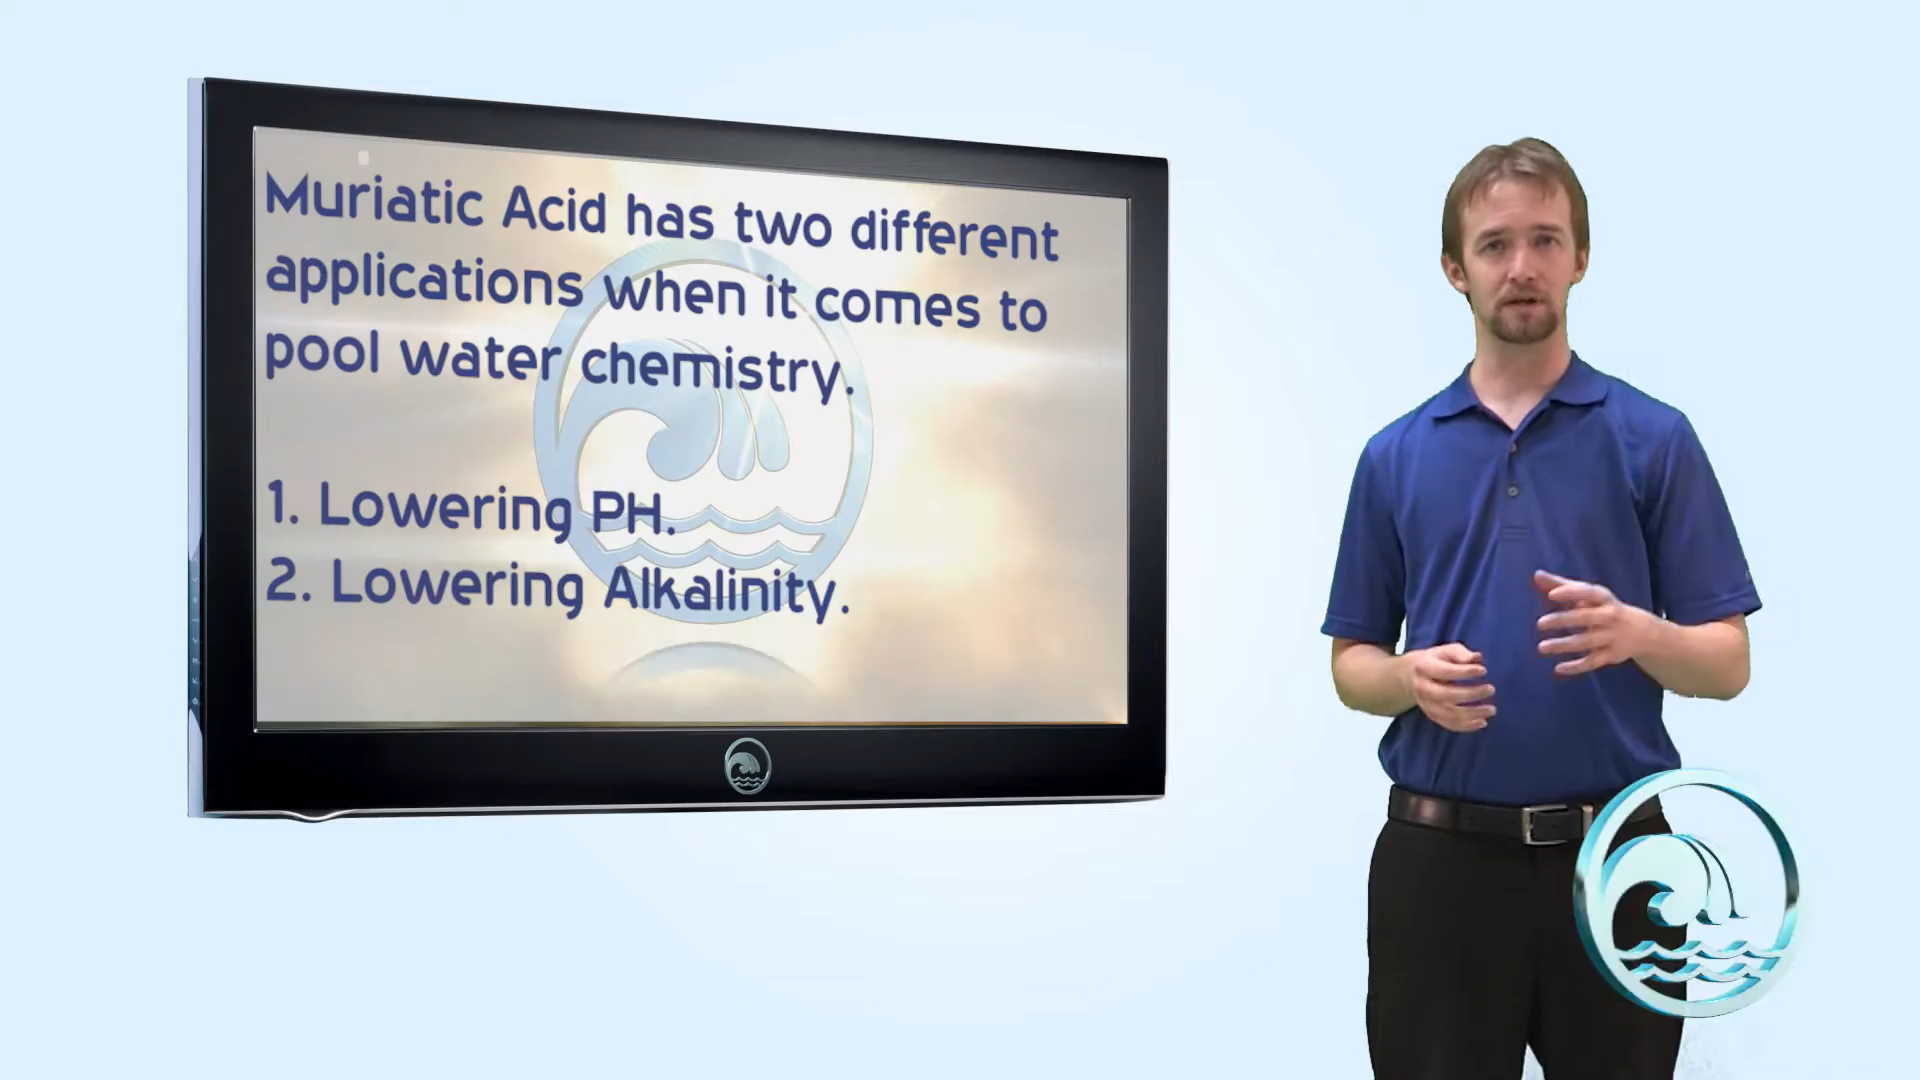 Muriatic Acid has two different
applications when it comes to
pool water chemistry.
1. Lowering PH.
2. Lowering Alkalinity.